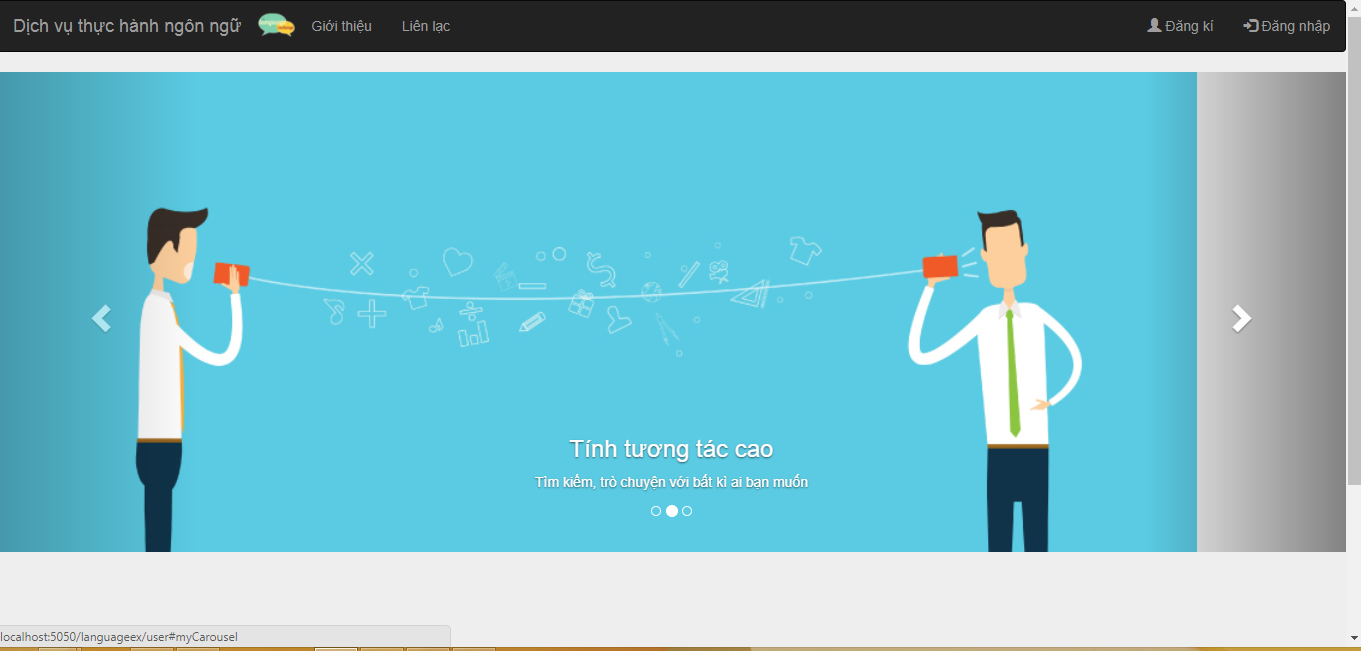 Dịch vụ thực hành ngôn ngữ Giới thiệu Liên lạc Đăng kí Đăng nhập
Tính tương tác cao
Tìm kiếm, trò chuyện với bất kì ai bạn muốn
localhost:5050/languageex/user#myCarousel